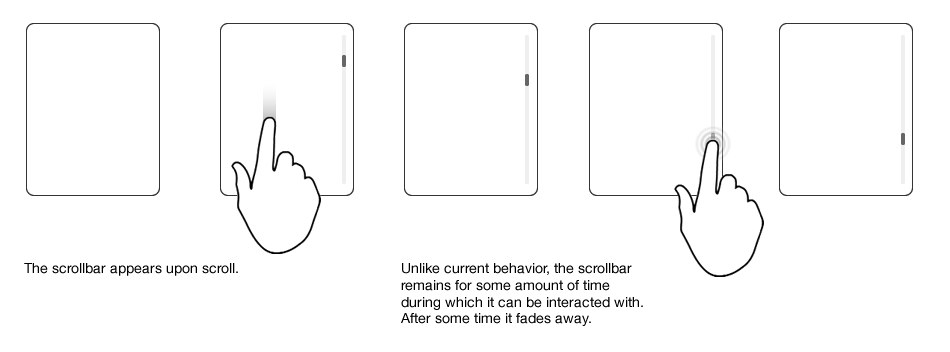 The scrollbar appears upon scroll.
Unlike current behavior, the scrollbar
remains for some amount of time
during which it can be interacted with.
After some time it fades away.